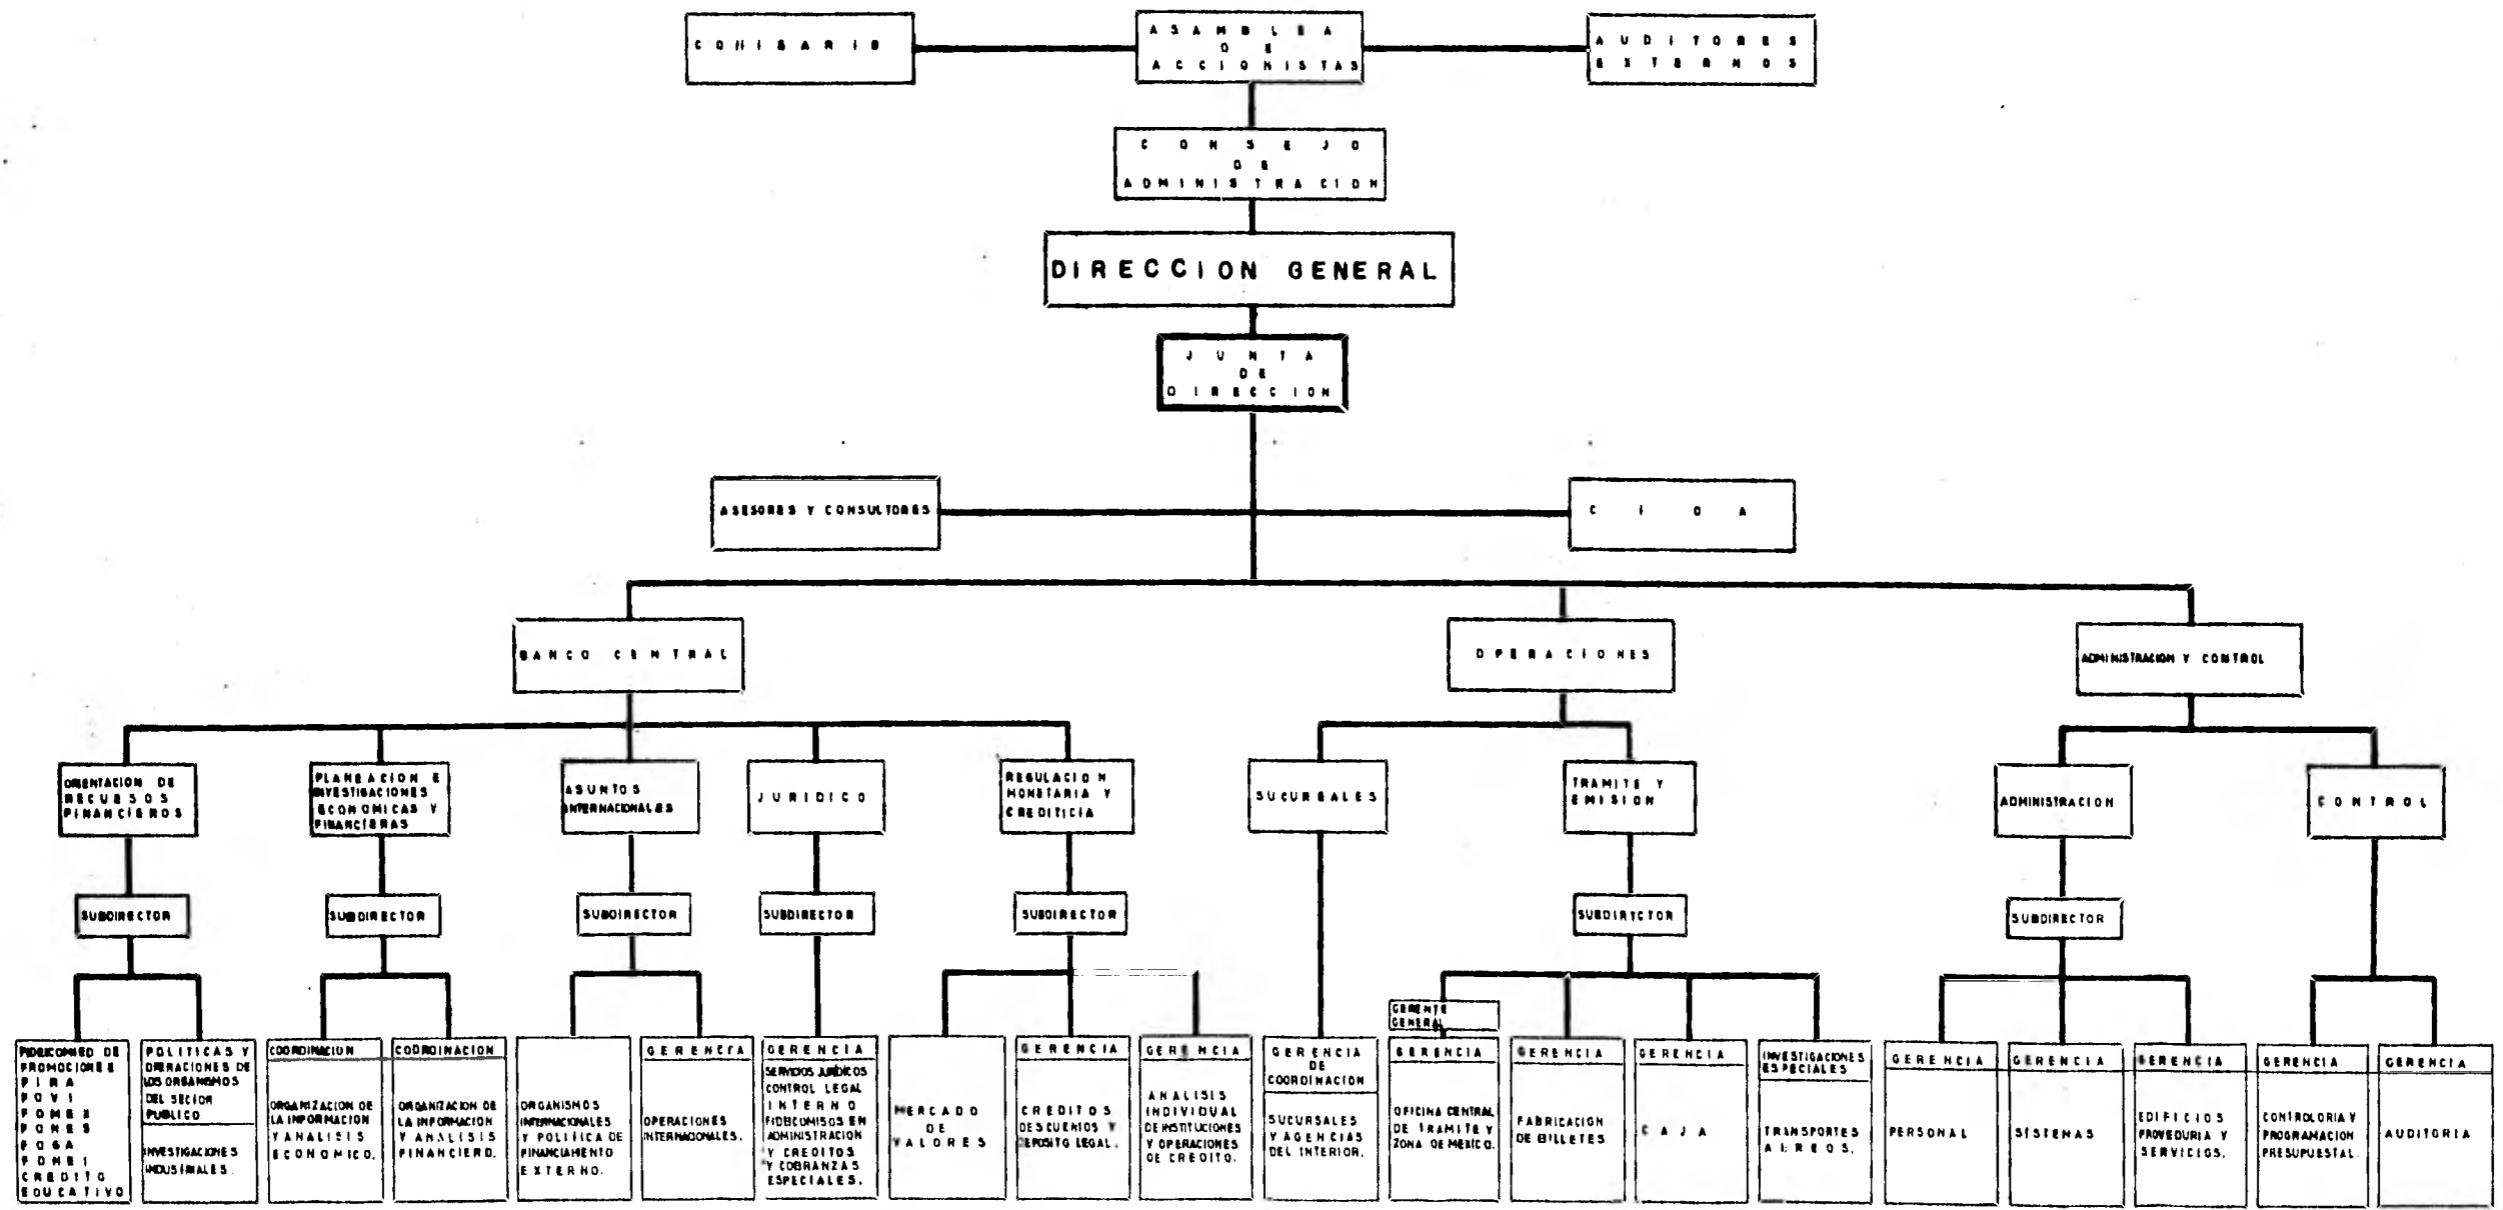 COMISARIO
ASAMBLEA
DE
ACCIONISTAS
AUDITORES
EXTERNOS
CONSEJO
DE
ADMINISTRACION
DIRECCION GENERAL
JUNTA
DE
DIRECCION
ASESORES Y CONSULTORES
C I D A
BANCO CENTRAL
OPERACIONES
ADMINISTRACION Y CONTROL
ORIENTACION DE
RECURSOS
FINANCIEROS
PLANEACION E
INVESTIGACIONES
ECONOMICAS Y
FINANCIERAS
ASUNTOS
INTERNACIONALES
JURIDICO
REGULACION
MONETARIA Y
CREDITICIA
SUCURSALES
TRAMITE Y
EMISION
ADMINISTRACION
CONTROL
SUBDIRECTOR
SUBDIRECTOR
SUBDIRECTOR
SUBDIRECTOR
SUBDIRECTOR
SUBDIRECTOR
SUBDIRECTOR
FIDEICOMISO DE
PROMOCIONES
FIRA
FOVI
FOMEX
FONEP
FOGA
FONEI
CREDITO
EDUCATIVO
POLITICAS Y
OPERACIONES DE
LOS ORGANISMOS
DEL SECTOR
PUBLICO
INVESTIGACIONES
INDUSTRIALES.
COORDINACION
ORGANIZACION DE
LA INFORMACION
Y ANALISIS
ECONOMICO.
COORDINACION
ORGANIZACION DE
LA INFORMACION
Y ANALISIS
FINANCIERO.
ORGANISMOS
INTERNACIONALES
Y POLITICA DE
FINANCIAMIENTO
EXTERNO.
GERENCIA
OPERACIONES
INTERNACIONALES.
GERENCIA
SERVICIOS JURIDICOS
CONTROL LEGAL
INTERNO
FIDEICOMISOS EN
ADMINISTRACION
Y CREDITOS
Y COBRANZAS
ESPECIALES.
MERCADO
DE
VALORES
GERENCIA
CREDITOS
DESCUENTOS Y
DEPOSITO LEGAL.
GERENCIA
ANALISIS
INDIVIDUAL
DE INSTITUCIONES
Y OPERACIONES
DE CREDITO.
GERENCIA
DE
COORDINACION
SUCURSALES
Y AGENCIAS
DEL INTERIOR.
GERENTE
GENERAL
GERENCIA
OFICINA CENTRAL
DE TRAMITE Y
ZONA DE MEXICO.
GERENCIA
FABRICACION
DE BILLETES
GERENCIA
CAJA
INVESTIGACIONES
ESPECIALES
TRANSPORTES
AEREOS.
GERENCIA
PERSONAL
GERENCIA
SISTEMAS
GERENCIA
EDIFICIOS
PROVEDURIA Y
SERVICIOS.
GERENCIA
CONTROLORIA Y
PROGRAMACION
PRESUPUESTAL.
GERENCIA
AUDITORIA